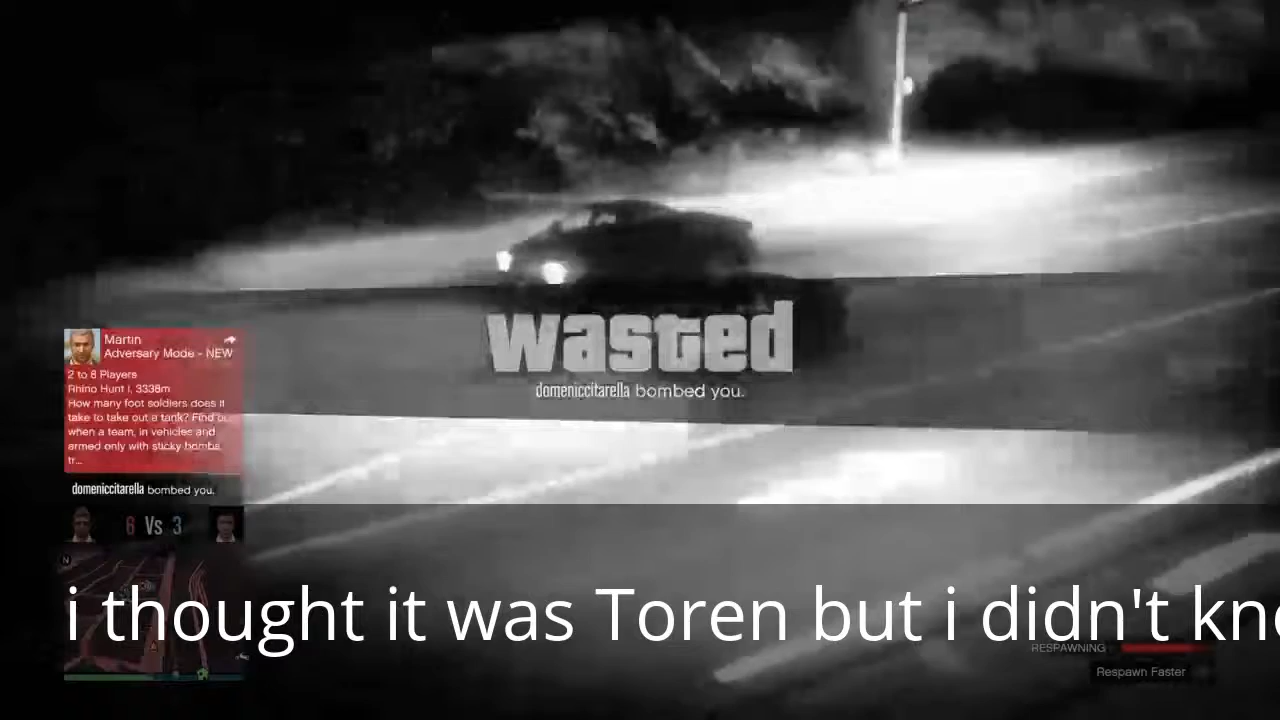 wasted
domeniccitarella bombed you.
Martin
Adversary Mode - NEW
2 to 8 Players
Rhino Hunt I, 3338m
How many foot soldiers does it
take to take out a tank? Find
when a team, in vehicles and
armed only with sticky bombs,
tr...
domeniccitarella bombed you.
6 Vs 3
N
i thought it was Toren but i didn't kn
RESPAWNING
Respawn Faster